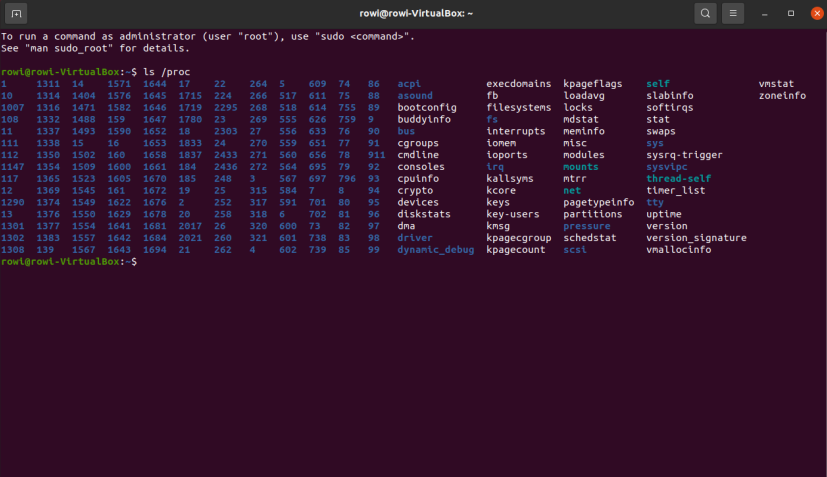 rowi@rowi-VirtualBox: ~
To run a command as administrator (user "root"), use "sudo <command>".
See "man sudo_root" for details.
rowi@rowi-VirtualBox:~$ ls /proc
1 1311 14 1571 1644 17 22 264 5 609 74 86 acpi execdomains kpageflags self vmstat
10 1314 1404 1576 1645 1715 224 266 517 611 75 88 asound fb loadavg slabinfo zoneinfo
1007 1316 1471 1582 1646 1719 2295 268 518 614 755 89 bootconfig filesystems locks softirqs
108 1332 1488 159 1647 1780 23 269 555 626 759 9 buddyinfo fs mdstat stat
11 1337 1493 1590 1652 18 2303 27 556 633 76 90 bus interrupts meminfo swaps
111 1338 15 16 1653 1833 24 270 559 651 77 91 cgroups iomem misc sys
112 1350 1502 160 1658 1837 2433 271 560 656 78 911 cmdline ioports modules sysrq-trigger
1147 1354 1509 1600 1661 184 2436 272 564 695 79 92 consoles irq mounts sysvipc
117 1365 1523 1605 1670 185 248 3 567 697 796 93 cpuinfo kallsyms mtrr thread-self
12 1369 1545 161 1672 19 25 315 584 7 8 94 crypto kcore net timer_list
1290 1374 1549 1622 1676 2 252 317 591 701 80 95 devices keys pagetypeinfo tty
13 1376 1550 1629 1678 20 258 318 6 702 81 96 diskstats key-users partitions uptime
1301 1377 1554 1641 1681 2017 26 320 600 73 82 97 dma kmsg pressure version
1302 1383 1557 1642 1684 2021 260 321 601 738 83 98 driver kpagecgroup schedstat version_signature
1308 139 1567 1643 1694 21 262 4 602 739 85 99 dynamic_debug kpagecount scsi vmallocinfo
rowi@rowi-VirtualBox:~$